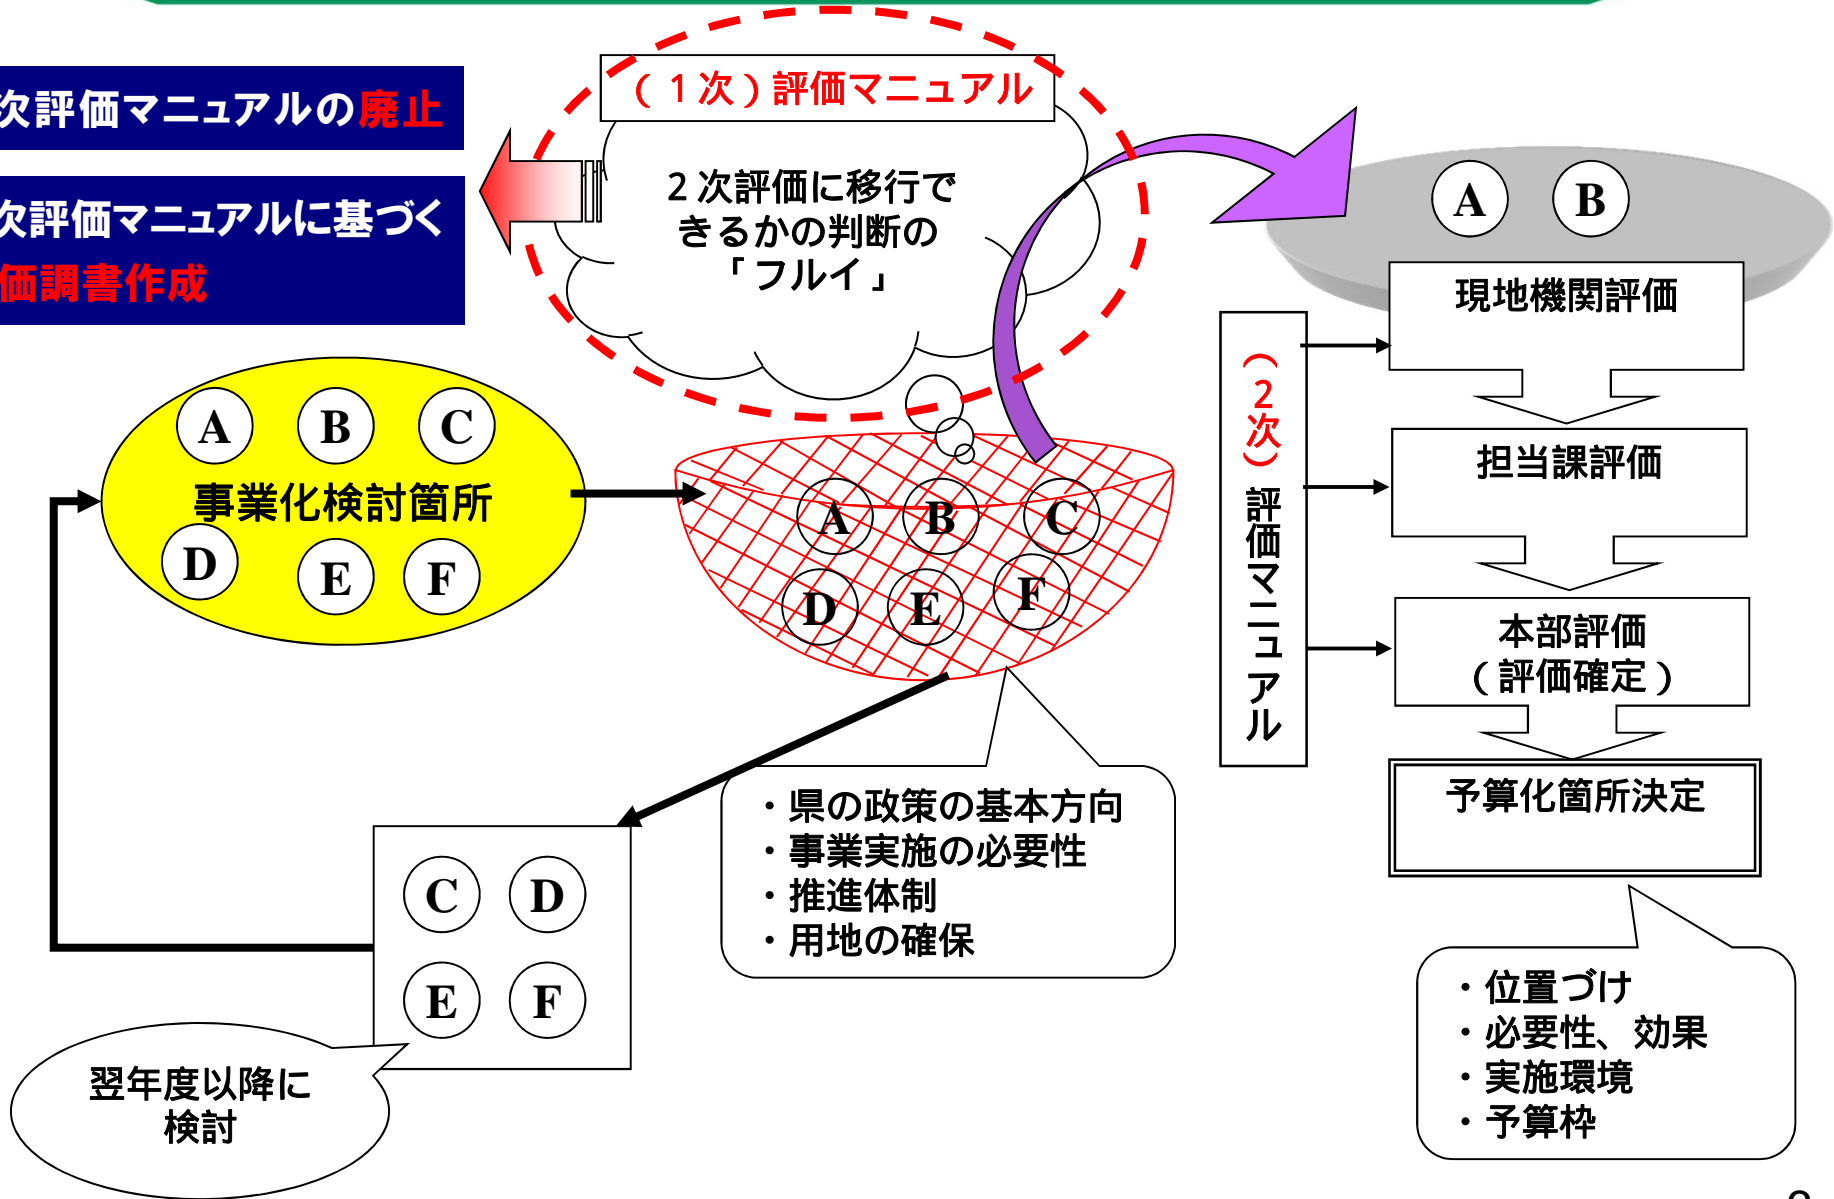 次評価マニュアルの廃止
次評価マニュアルに基づく
価調書作成
(1次)評価マニュアル
2次評価に移行で
きるかの判断の
「フルイ」
A B
現地機関評価
担当課評価
本部評価
(評価確定)
予算化箇所決定
(2次)評価マニュアル
A B C
事業化検討箇所
D E F
A B C
D E F
・県の政策の基本方向
・事業実施の必要性
・推進体制
・用地の確保
C D
E F
翌年度以降に
検討
・位置づけ
・必要性、効果
・実施環境
・予算枠